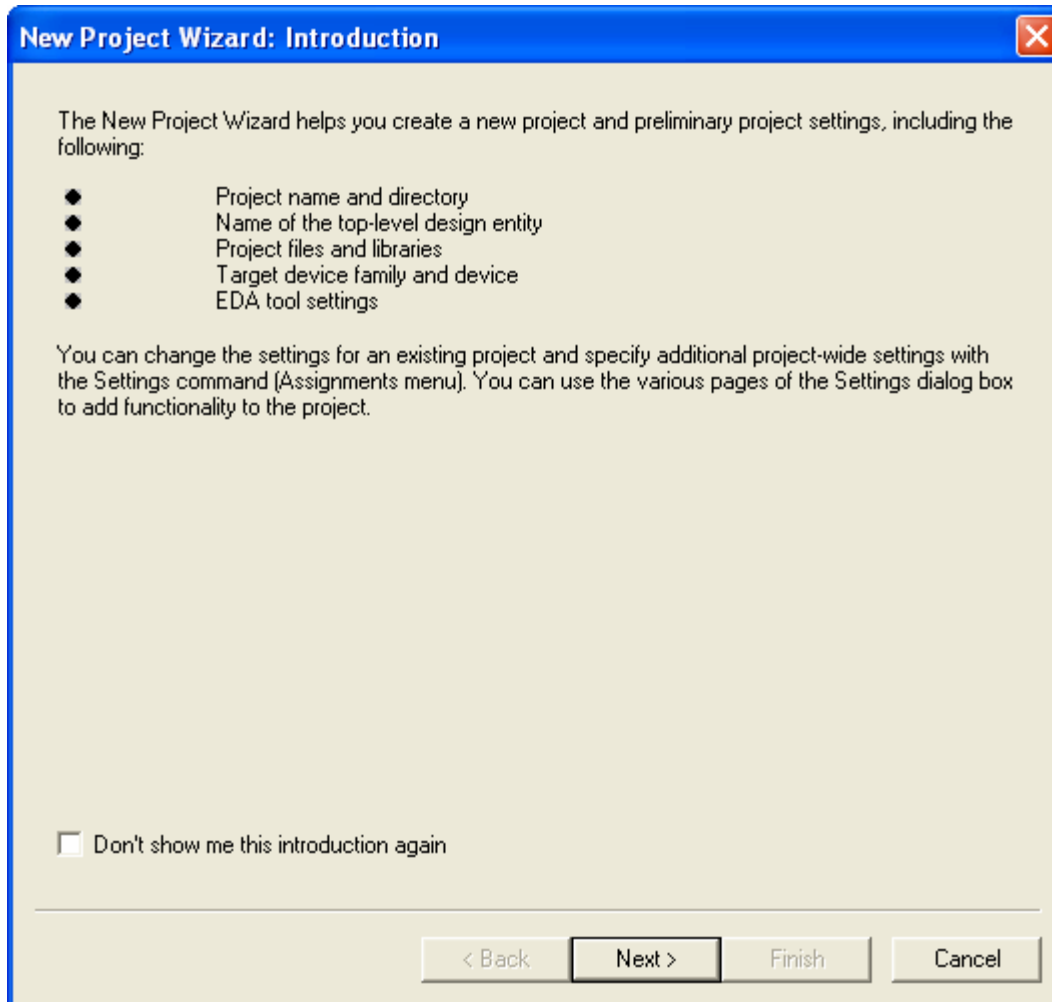 New Project Wizard: Introduction
The New Project Wizard helps you create a new project and preliminary project settings, including the
following:
Project name and directory
Name of the top-level design entity
Project files and libraries
Target device family and device
EDA tool settings
You can change the settings for an existing project and specify additional project-wide settings with
the Settings command (Assignments menu). You can use the various pages of the Settings dialog box
to add functionality to the project.
Don't show me this introduction again
< Back Next > Finish Cancel